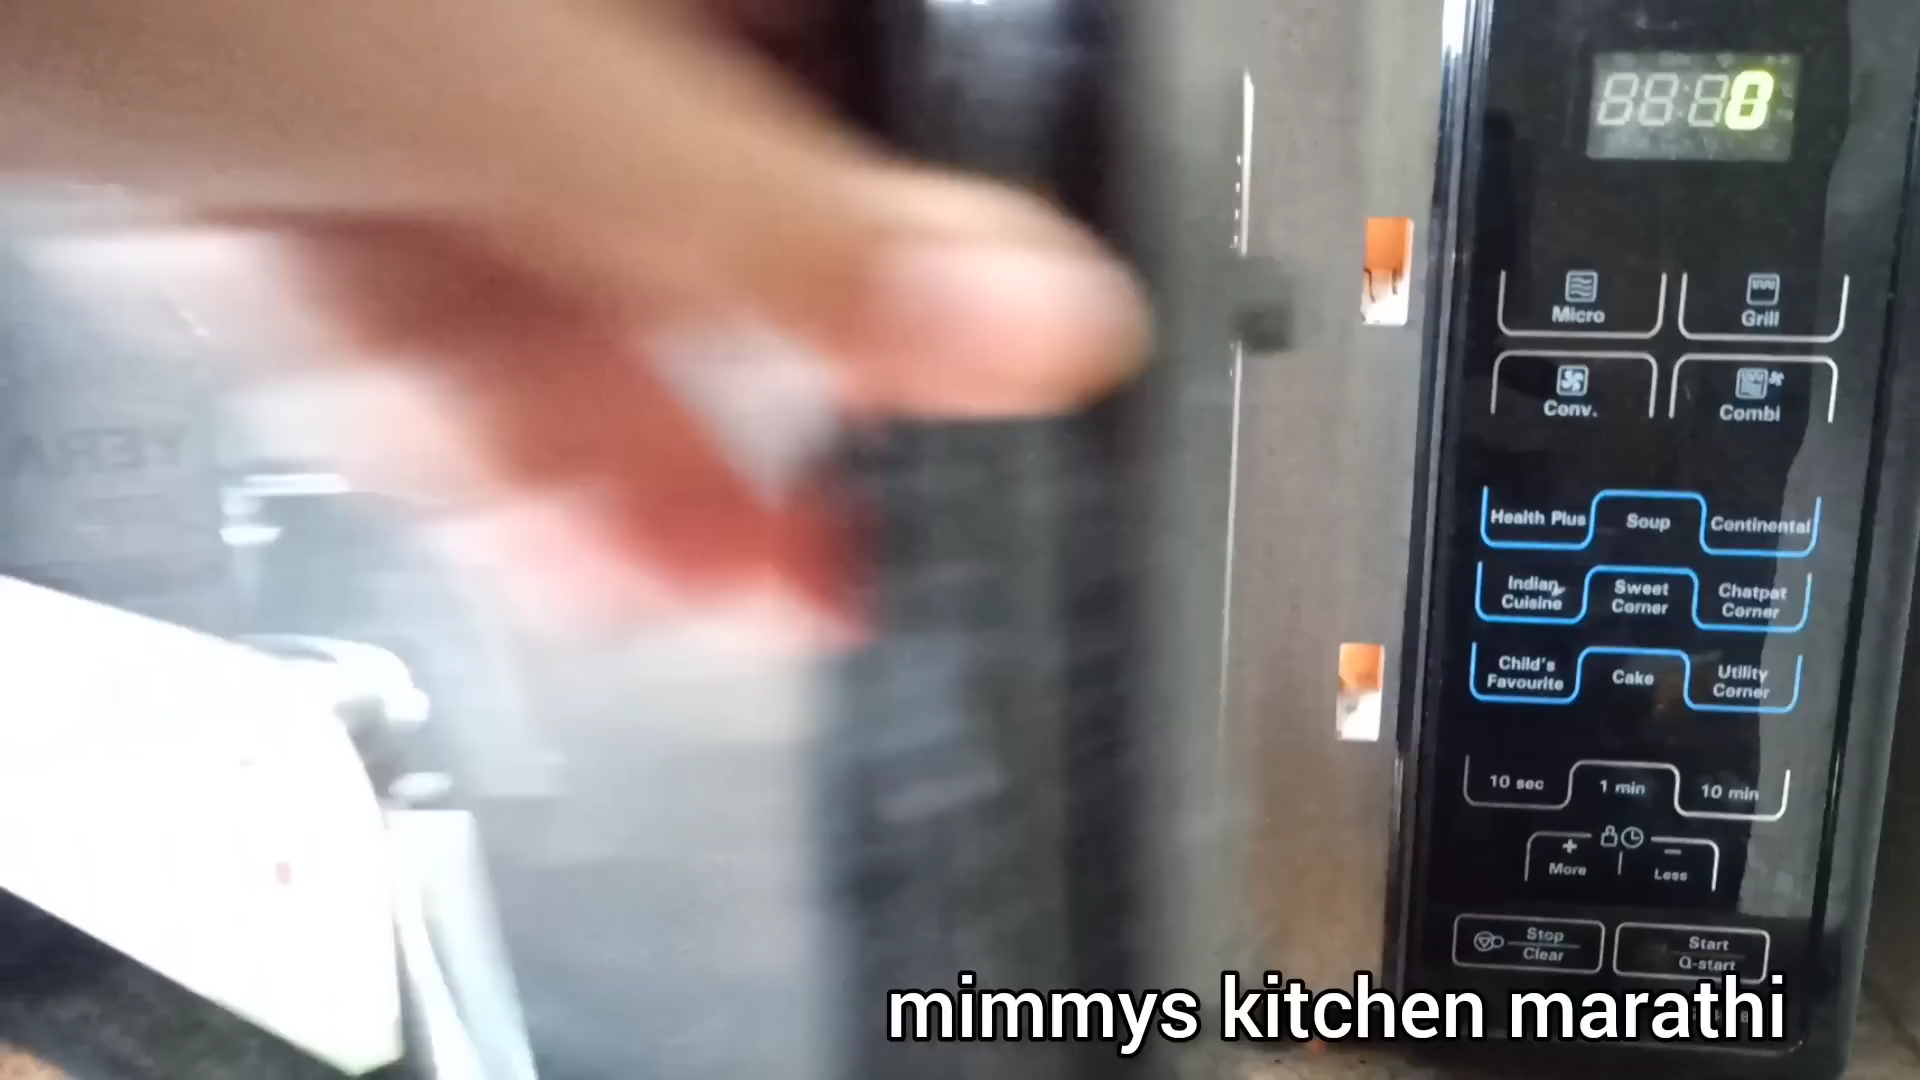 0
Micro
Grill
Conv.
Combi
Health Plus
Soup
Continental
Indian
Cuisine
Sweet
Corner
Chatpat
Corner
Child's
Favourite
Cake
Utility
Corner
10 sec
1 min
10 min
+
More
−
Less
Stop
Clear
Start
Q-start
mimmys kitchen marathi